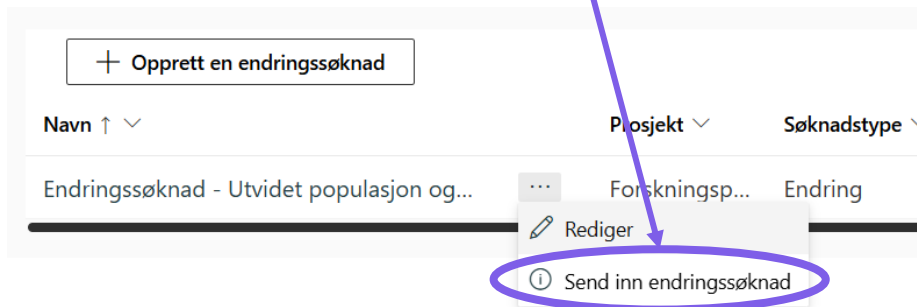 + Opprett en endringssøknad
Navn ↑ Prosjekt Søknadstype
Endringssøknad - Utvidet populasjon og... ... Forskningsp... Endring
Rediger
Send inn endringssøknad